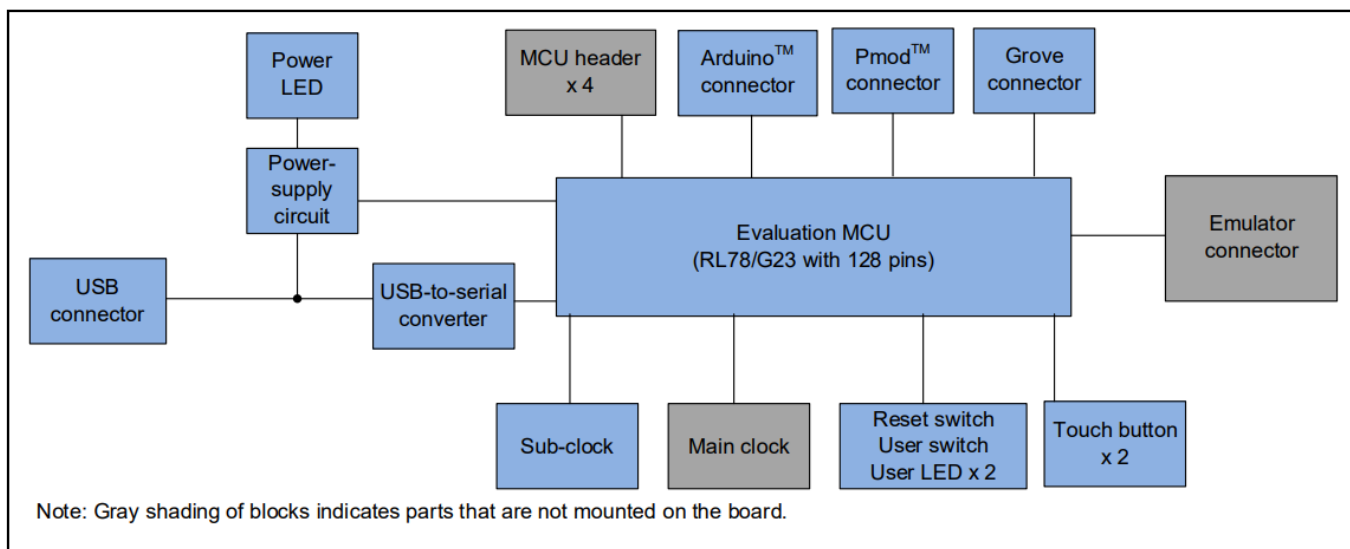 Power
LED
MCU header
x 4
Arduino™
connector
Pmod™
connector
Grove
connector
Power-
supply
circuit
Evaluation MCU
(RL78/G23 with 128 pins)
Emulator
connector
USB
connector
USB-to-serial
converter
Sub-clock
Main clock
Reset switch
User switch
User LED x 2
Touch button
x 2
Note: Gray shading of blocks indicates parts that are not mounted on the board.